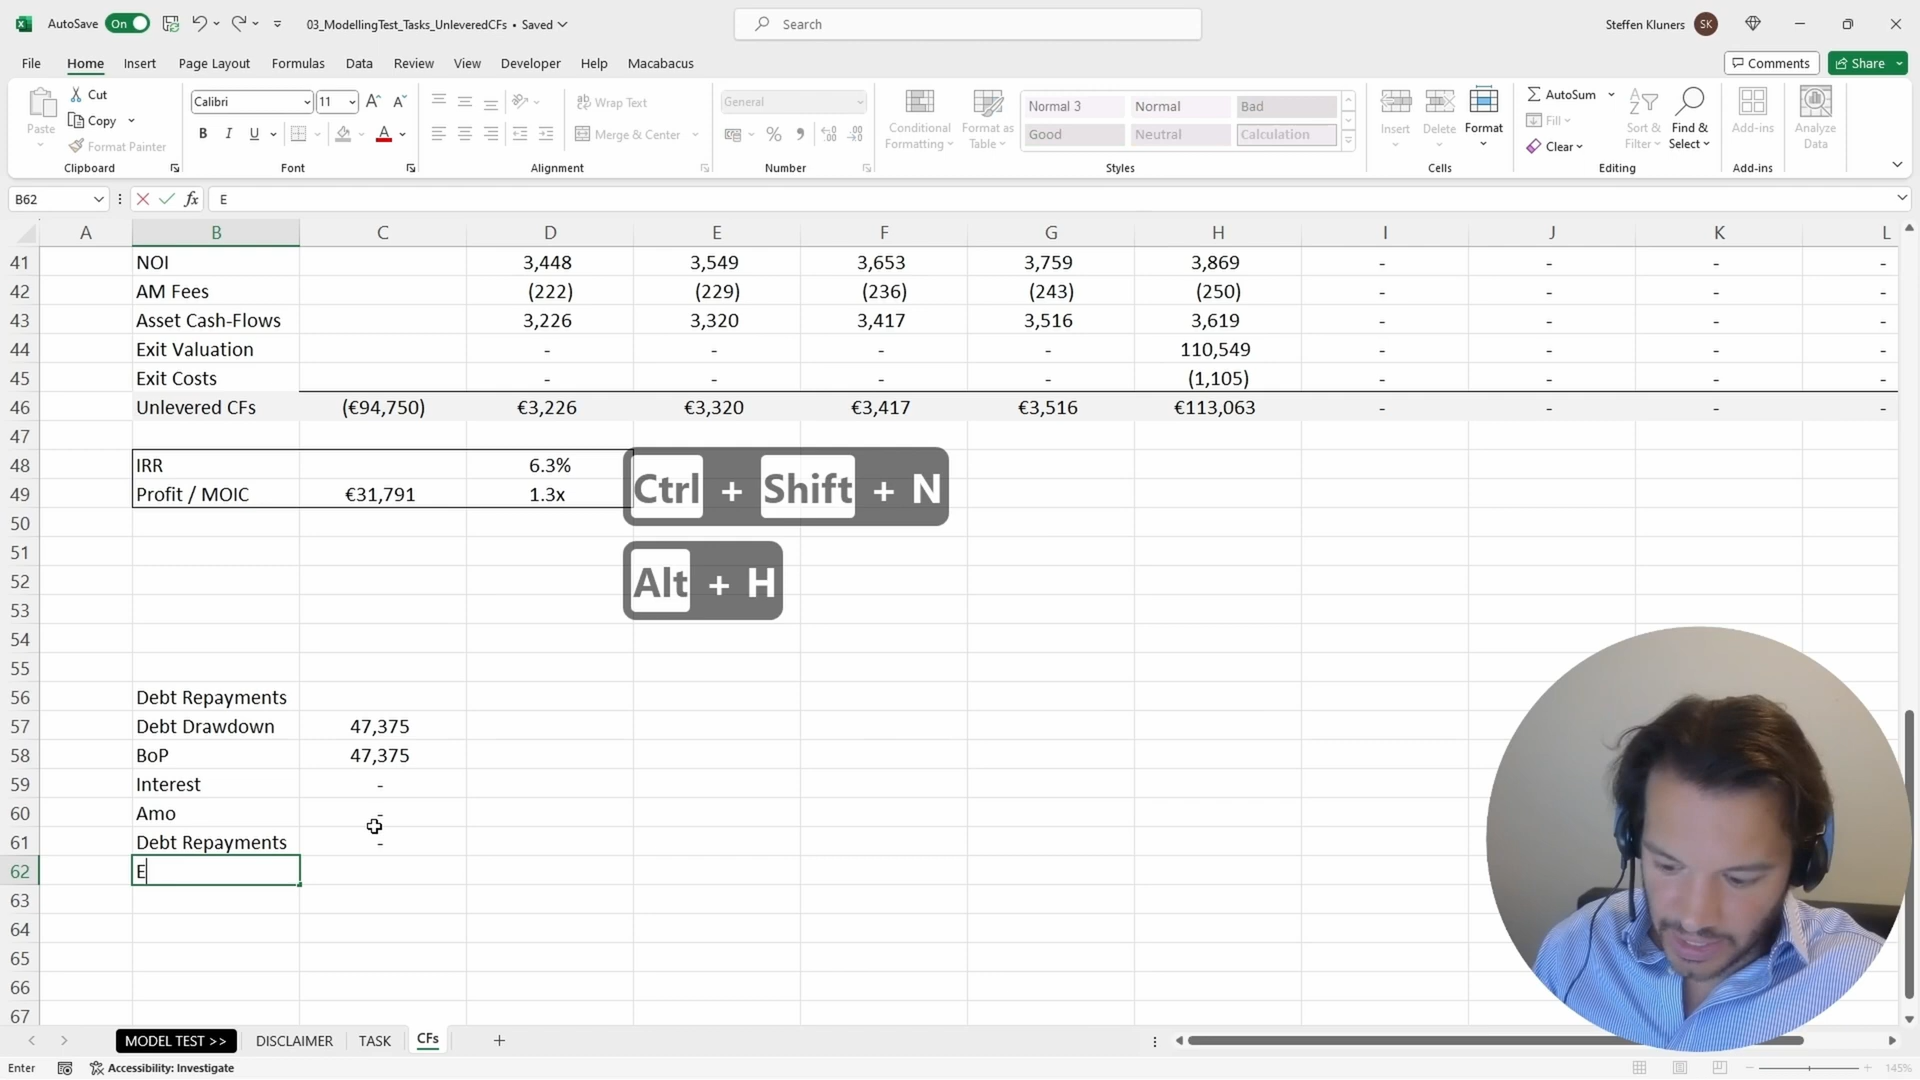 AutoSave On 03_ModellingTest_Tasks_UnleveredCFs • Saved Search Steffen Kluners SK
File Home Insert Page Layout Formulas Data Review View Developer Help Macabacus Comments Share
Paste Cut Copy Format Painter Clipboard
Calibri 11 B I U A Font
Wrap Text Merge & Center Alignment
General % Number
Conditional Formatting Format as Table Normal 3 Normal Bad Good Neutral Calculation Styles
Insert Delete Format Cells
AutoSum Fill Clear Sort & Filter Find & Select Editing
Add-ins Add-ins
Analyze Data
B62 fx E
A B C D E F G H I J K L
41 NOI 3,448 3,549 3,653 3,759 3,869 - - - -
42 AM Fees (222) (229) (236) (243) (250) - - - -
43 Asset Cash-Flows 3,226 3,320 3,417 3,516 3,619 - - - -
44 Exit Valuation - - - - 110,549 - - - -
45 Exit Costs - - - - (1,105) - - - -
46 Unlevered CFs (€94,750) €3,226 €3,320 €3,417 €3,516 €113,063 - - - -
47
48 IRR 6.3%
49 Profit / MOIC €31,791 1.3x
Ctrl + Shift + N
50
51
52
Alt + H
53
54
55
56 Debt Repayments
57 Debt Drawdown 47,375
58 BoP 47,375
59 Interest -
60 Amo -
61 Debt Repayments -
62 E
63
64
65
66
67
MODEL TEST >> DISCLAIMER TASK CFs
Enter Accessibility: Investigate 145%